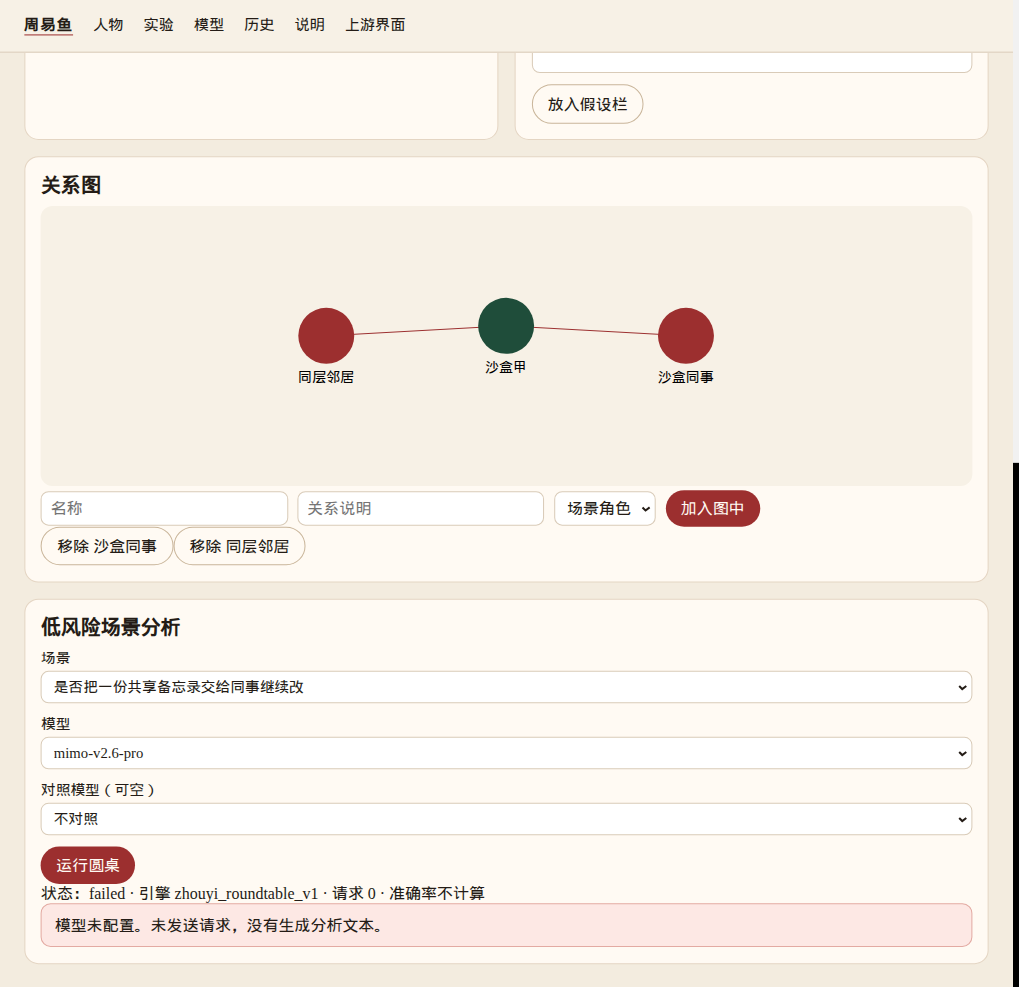 周易鱼 人物 实验 模型 历史 说明 上游界面
放入假设栏
关系图
同层邻居 沙盒甲 沙盒同事
名称 关系说明 场景角色 加入图中
移除 沙盒同事 移除 同层邻居
低风险场景分析
场景
是否把一份共享备忘录交给同事继续改
模型
mimo-v2.6-pro
对照模型（可空）
不对照
运行圆桌
状态：failed · 引擎 zhouyi_roundtable_v1 · 请求 0 · 准确率不计算
模型未配置。未发送请求，没有生成分析文本。